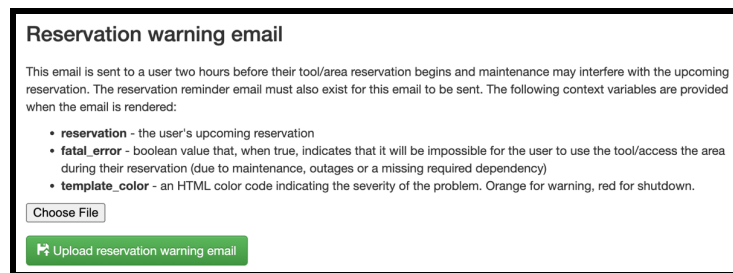 Reservation warning email
This email is sent to a user two hours before their tool/area reservation begins and maintenance may interfere with the upcoming
reservation. The reservation reminder email must also exist for this email to be sent. The following context variables are provided
when the email is rendered:
• reservation - the user's upcoming reservation
• fatal_error - boolean value that, when true, indicates that it will be impossible for the user to use the tool/access the area
during their reservation (due to maintenance, outages or a missing required dependency)
• template_color - an HTML color code indicating the severity of the problem. Orange for warning, red for shutdown.
Choose File
Upload reservation warning email